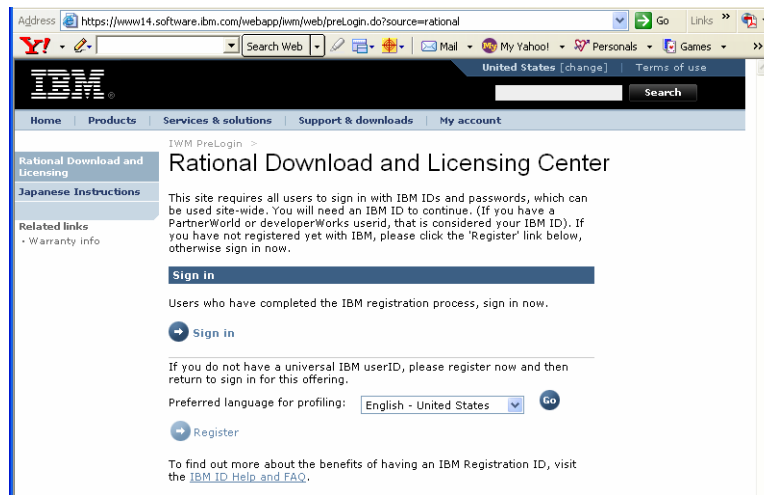 Address https://www14.software.ibm.com/webapp/iwm/web/preLogin.do?source=rational Go Links »
Y! Search Web Mail My Yahoo! Personals Games »
United States [change] | Terms of use
IBM®
Search
Home | Products | Services & solutions | Support & downloads | My account
IWM PreLogin >
Rational Download and Licensing
Japanese Instructions
Related links
• Warranty info
Rational Download and Licensing Center
This site requires all users to sign in with IBM IDs and passwords, which can
be used site-wide. You will need an IBM ID to continue. (If you have a
PartnerWorld or developerWorks userid, that is considered your IBM ID). If
you have not registered yet with IBM, please click the 'Register' link below,
otherwise sign in now.
Sign in
Users who have completed the IBM registration process, sign in now.
Sign in
If you do not have a universal IBM userID, please register now and then
return to sign in for this offering.
Preferred language for profiling: English - United States Go
Register
To find out more about the benefits of having an IBM Registration ID, visit
the IBM ID Help and FAQ.